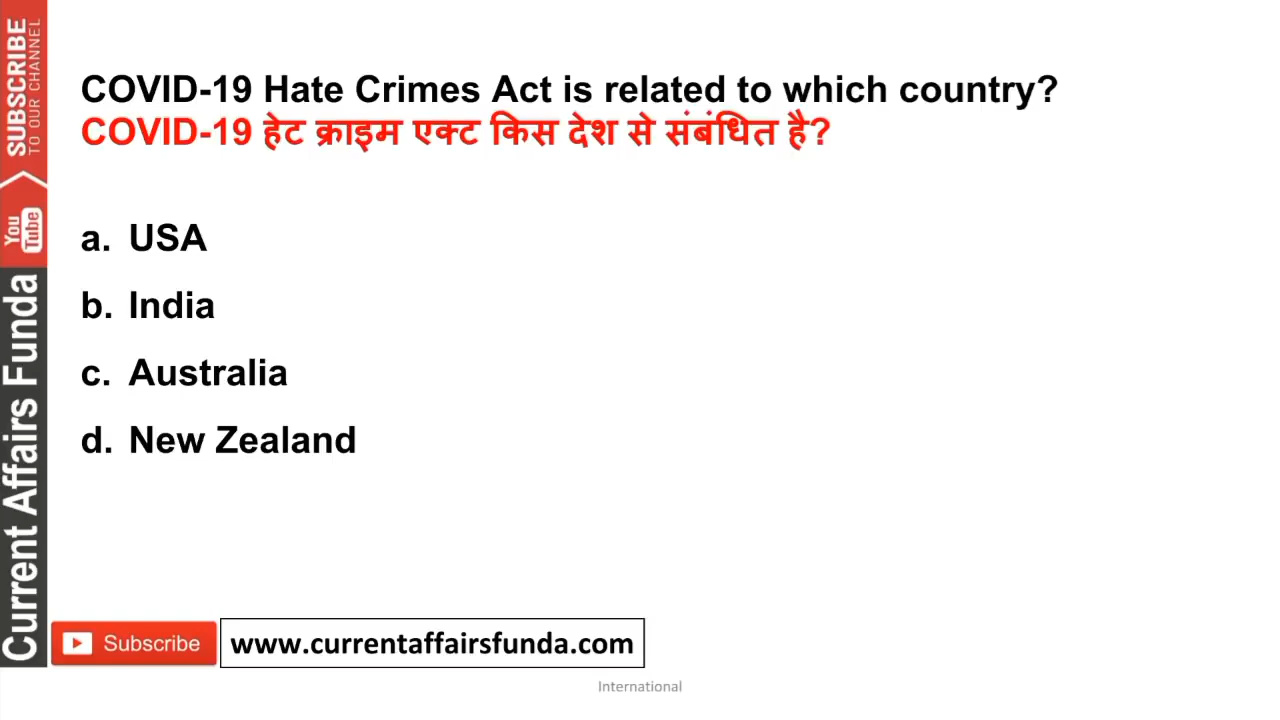 COVID-19 Hate Crimes Act is related to which country?
COVID-19 हेट क्राइम एक्ट किस देश से संबंधित है?
a. USA
b. India
c. Australia
d. New Zealand
SUBSCRIBE
TO OUR CHANNEL
You
Tube
Current Affairs Funda
Subscribe
www.currentaffairsfunda.com
International